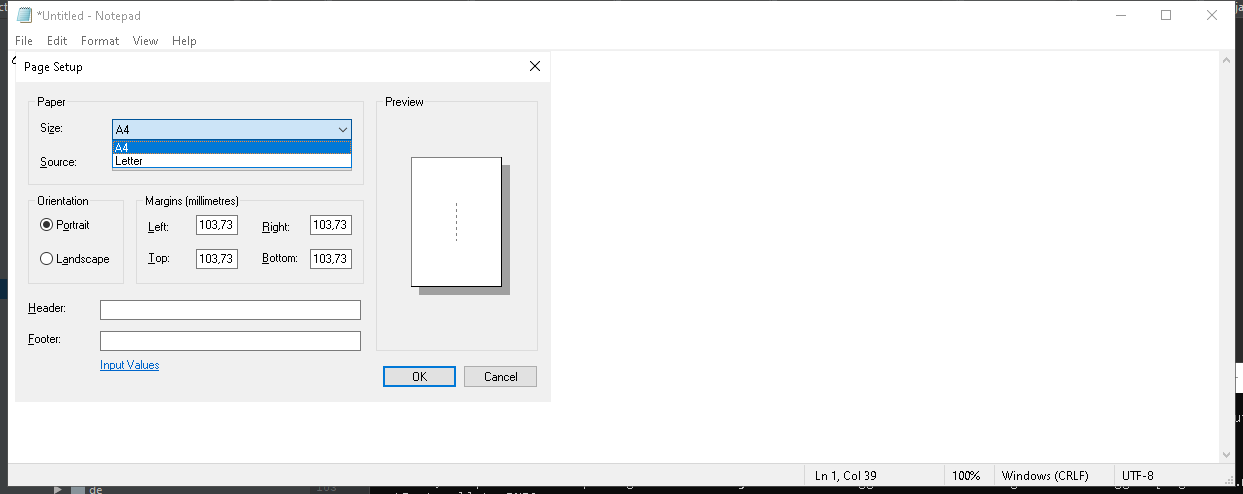 *Untitled - Notepad
File Edit Format View Help
Page Setup
Paper
Size:
A4
A4
Letter
Source:
Orientation
Portrait
Landscape
Margins (millimetres)
Left: 103,73 Right: 103,73
Top: 103,73 Bottom: 103,73
Preview
Header:
Footer:
Input Values
OK Cancel
Ln 1, Col 39 100% Windows (CRLF) UTF-8
de